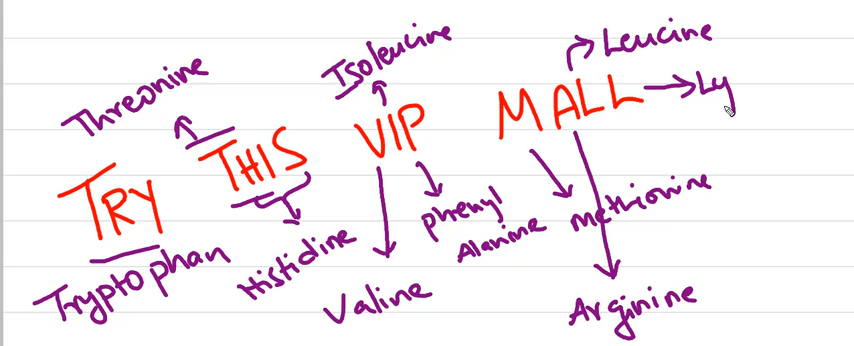 Isoleucine
Leucine
Threonine
Ly
TRY THIS VIP MALL
Phenyl
Alanine
Methionine
Histidine
Tryptophan
Valine
Arginine